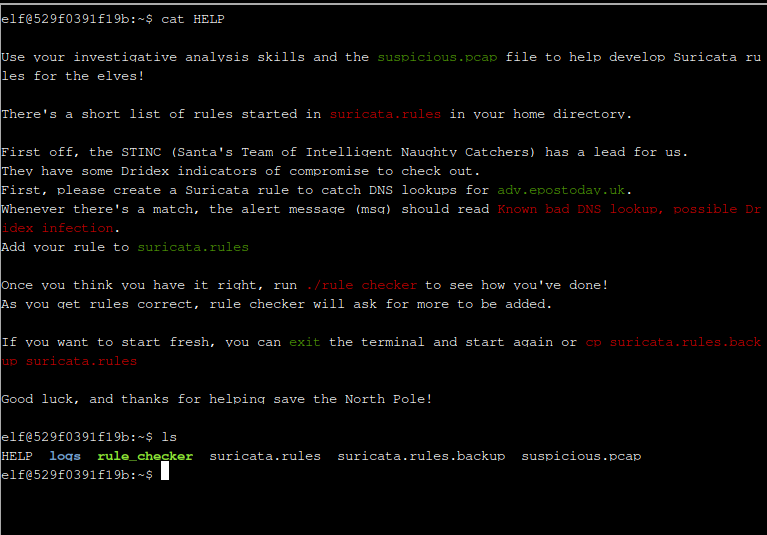 elf@529f0391f19b:~$ cat HELP
Use your investigative analysis skills and the suspicious.pcap file to help develop Suricata ru
les for the elves!
There's a short list of rules started in suricata.rules in your home directory.
First off, the STINC (Santa's Team of Intelligent Naughty Catchers) has a lead for us.
They have some Dridex indicators of compromise to check out.
First, please create a Suricata rule to catch DNS lookups for adv.epostoday.uk.
Whenever there's a match, the alert message (msg) should read Known bad DNS lookup, possible Dr
idex infection.
Add your rule to suricata.rules
Once you think you have it right, run ./rule_checker to see how you've done!
As you get rules correct, rule_checker will ask for more to be added.
If you want to start fresh, you can exit the terminal and start again or cp suricata.rules.back
up suricata.rules
Good luck, and thanks for helping save the North Pole!
elf@529f0391f19b:~$ ls
HELP logs rule_checker suricata.rules suricata.rules.backup suspicious.pcap
elf@529f0391f19b:~$